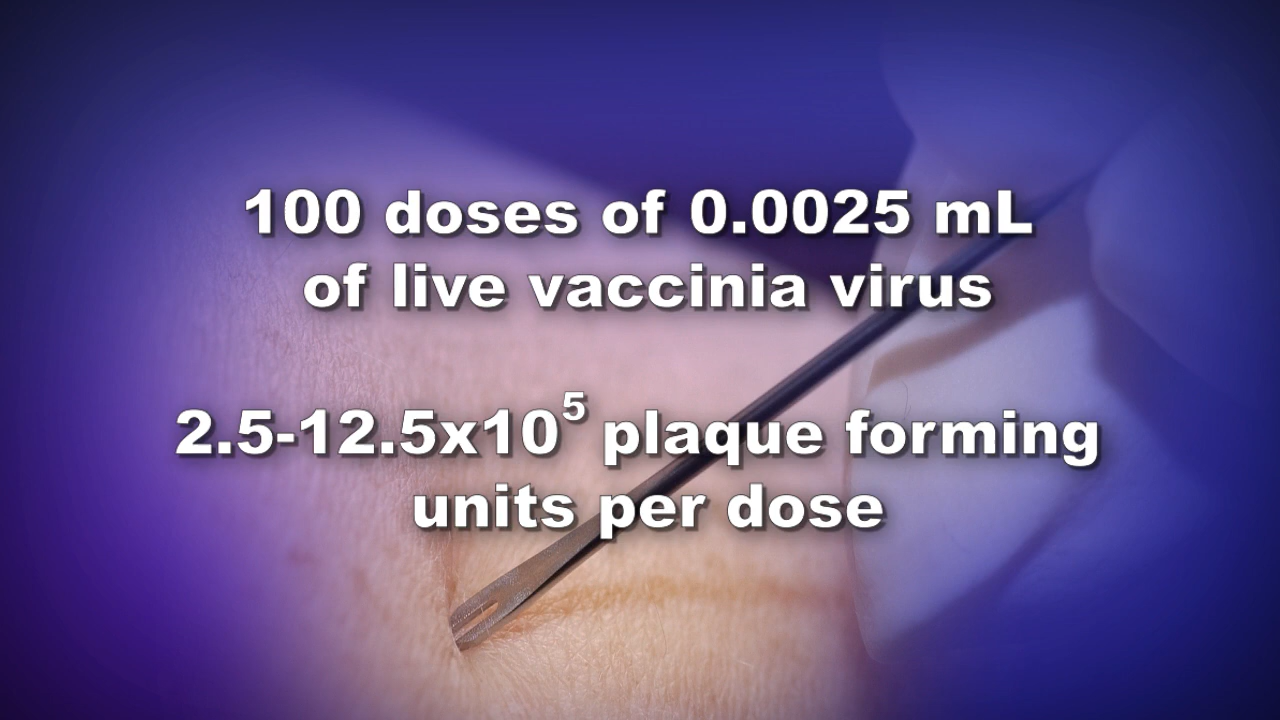 100 doses of 0.0025 mL
of live vaccinia virus
2.5-12.5x10⁵ plaque forming
units per dose